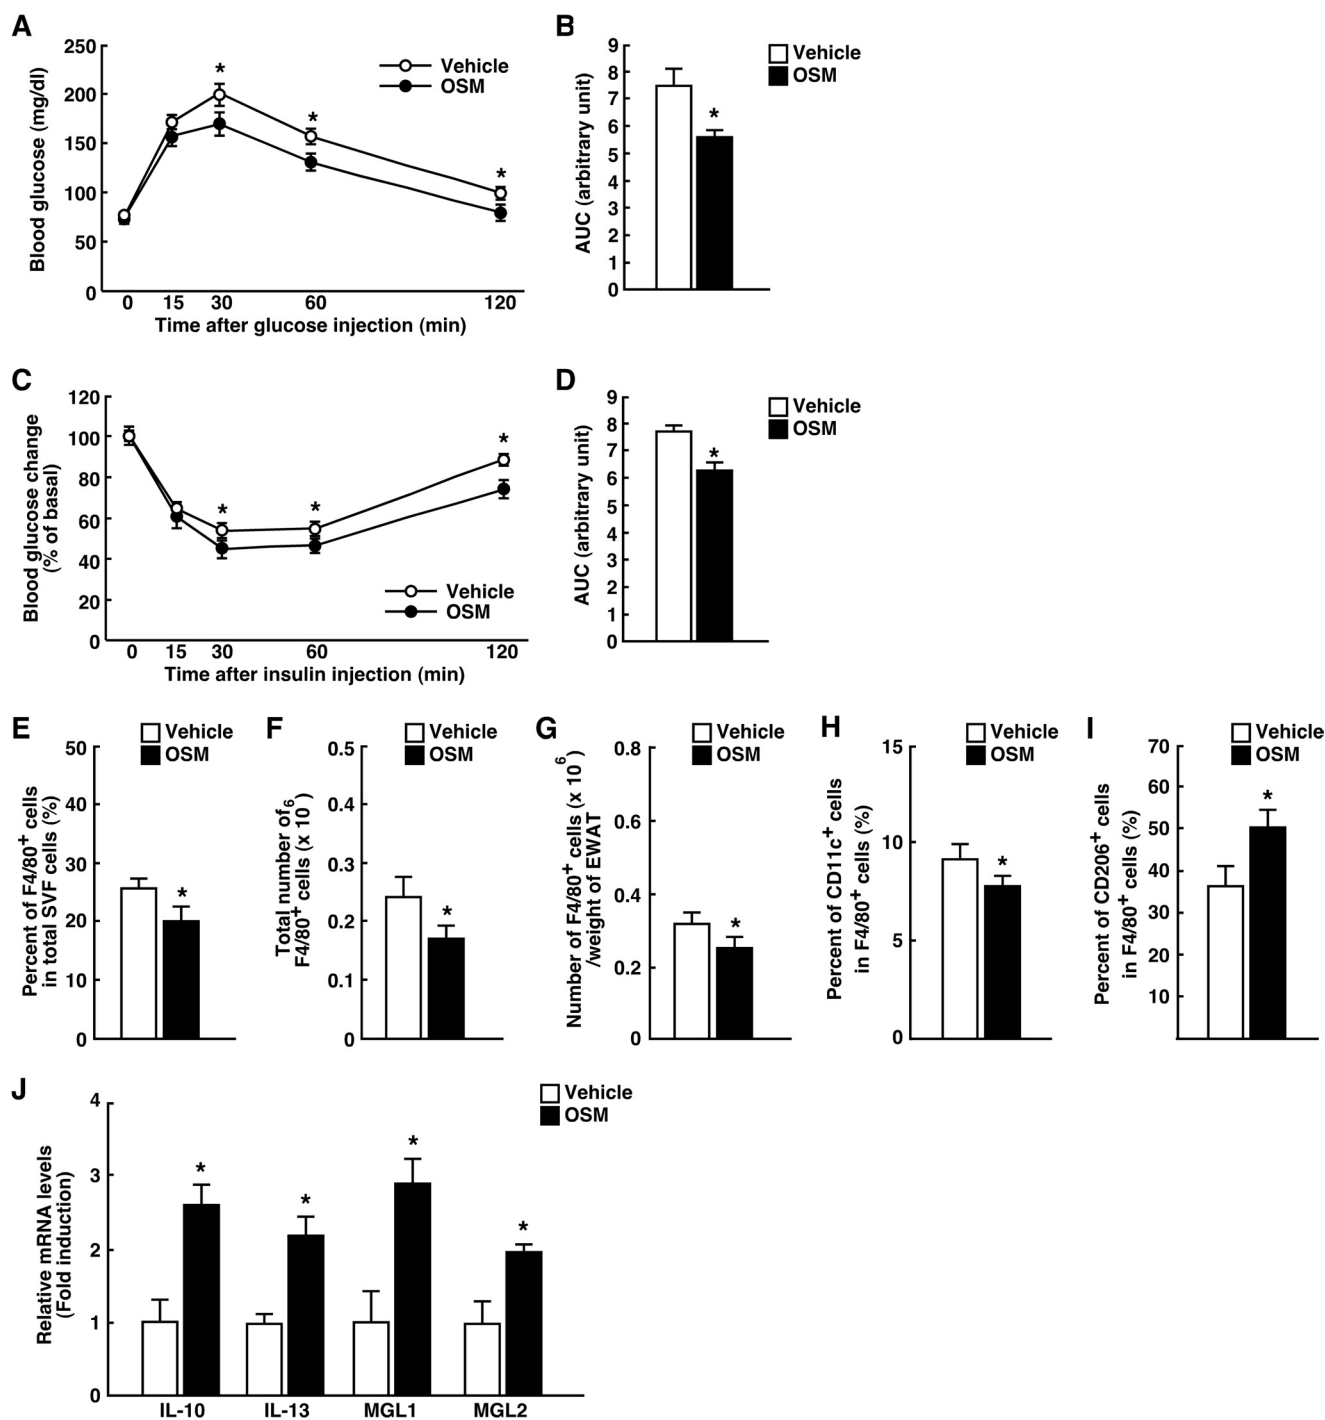 A
Blood glucose (mg/dl)
250
200
150
100
50
0
Vehicle
OSM
*
*
*
0 15 30 60 120
Time after glucose injection (min)
B
AUC (arbitrary unit)
9
8
7
6
5
4
3
2
1
0
Vehicle
OSM
*
C
Blood glucose change
(% of basal)
120
100
80
60
40
20
0
*
*
*
Vehicle
OSM
0 15 30 60 120
Time after insulin injection (min)
D
AUC (arbitrary unit)
9
8
7
6
5
4
3
2
1
0
Vehicle
OSM
*
E
Percent of F4/80+ cells
in total SVF cells (%)
50
40
30
20
10
0
Vehicle
OSM
*
F
Total number of
F4/80+ cells (x 10 6)
0.5
0.4
0.3
0.2
0.1
0
Vehicle
OSM
*
G
Number of F4/80+ cells (x 10 6)
/weight of EWAT
0.8
0.6
0.4
0.2
0
Vehicle
OSM
*
H
Percent of CD11c+ cells
in F4/80+ cells (%)
15
10
5
0
Vehicle
OSM
*
I
Percent of CD206+ cells
in F4/80+ cells (%)
70
60
50
40
30
20
10
Vehicle
OSM
*
J
Relative mRNA levels
(Fold induction)
4
3
2
1
0
Vehicle
OSM
*
*
*
*
IL-10 IL-13 MGL1 MGL2